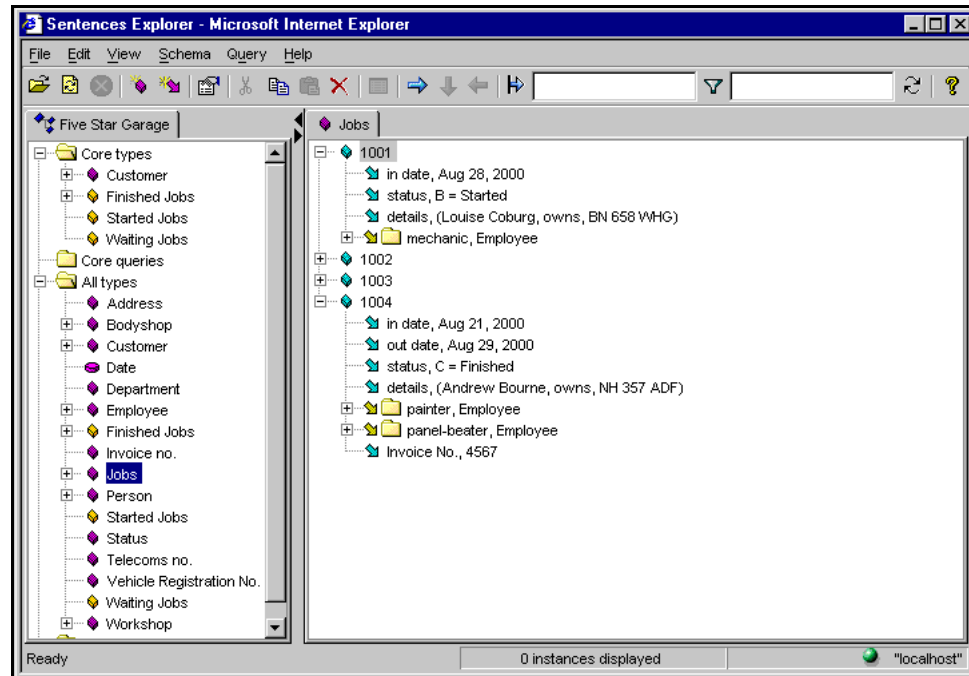 Sentences Explorer - Microsoft Internet Explorer
File Edit View Schema Query Help
Five Star Garage
Core types
Customer
Finished Jobs
Started Jobs
Waiting Jobs
Core queries
All types
Address
Bodyshop
Customer
Date
Department
Employee
Finished Jobs
Invoice no.
Jobs
Person
Started Jobs
Status
Telecoms no.
Vehicle Registration No.
Waiting Jobs
Workshop
Jobs
1001
in date, Aug 28, 2000
status, B = Started
details, (Louise Coburg, owns, BN 658 WHG)
mechanic, Employee
1002
1003
1004
in date, Aug 21, 2000
out date, Aug 29, 2000
status, C = Finished
details, (Andrew Bourne, owns, NH 357 ADF)
painter, Employee
panel-beater, Employee
Invoice No., 4567
Ready
0 instances displayed
"localhost"